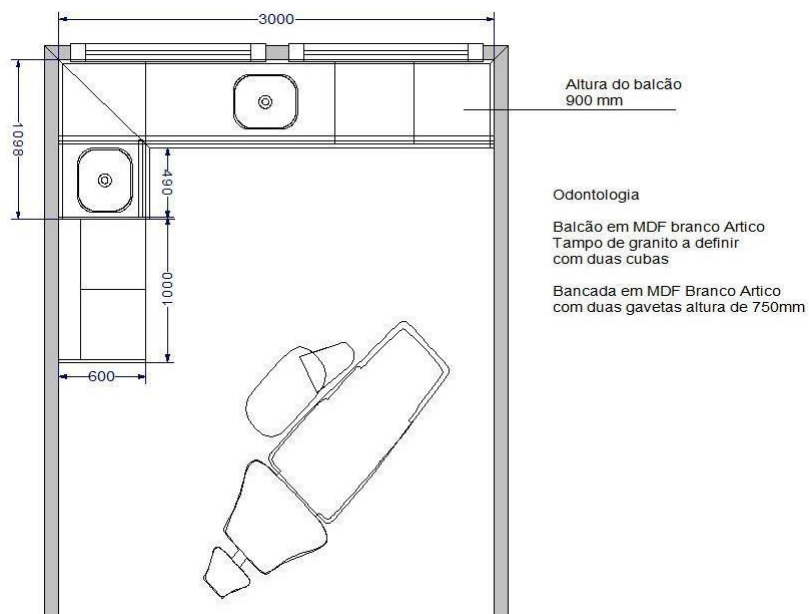 3000
Altura do balcão
900 mm
1098
490
Odontologia
Balcão em MDF branco Artico
Tampo de granito a definir
com duas cubas
1000
Bancada em MDF Branco Artico
com duas gavetas altura de 750mm
600